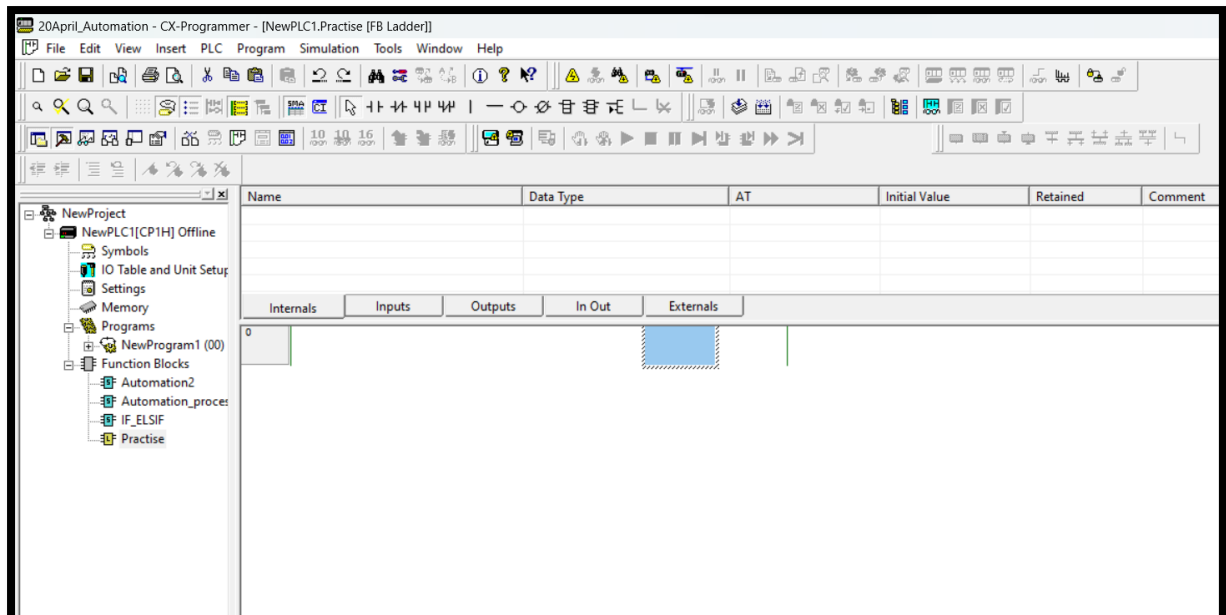 20April_Automation - CX-Programmer - [NewPLC1.Practise [FB Ladder]]
File Edit View Insert PLC Program Simulation Tools Window Help
Name Data Type AT Initial Value Retained Comment
NewProject
NewPLC1[CP1H] Offline
Symbols
IO Table and Unit Setup
Settings
Memory
Programs
NewProgram1 (00)
Function Blocks
Automation2
Automation_proces
IF_ELSIF
Practise
Internals Inputs Outputs In Out Externals
0